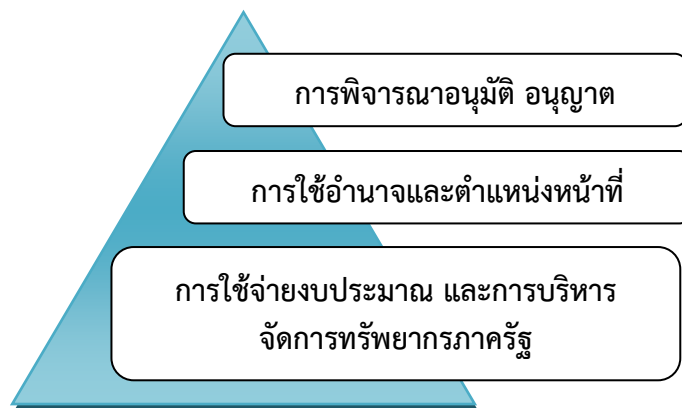 การพิจารณาอนุมัติ อนุญาต
การใช้อำนาจและตำแหน่งหน้าที่
การใช้จ่ายงบประมาณ และการบริหาร
จัดการทรัพยากรภาครัฐ